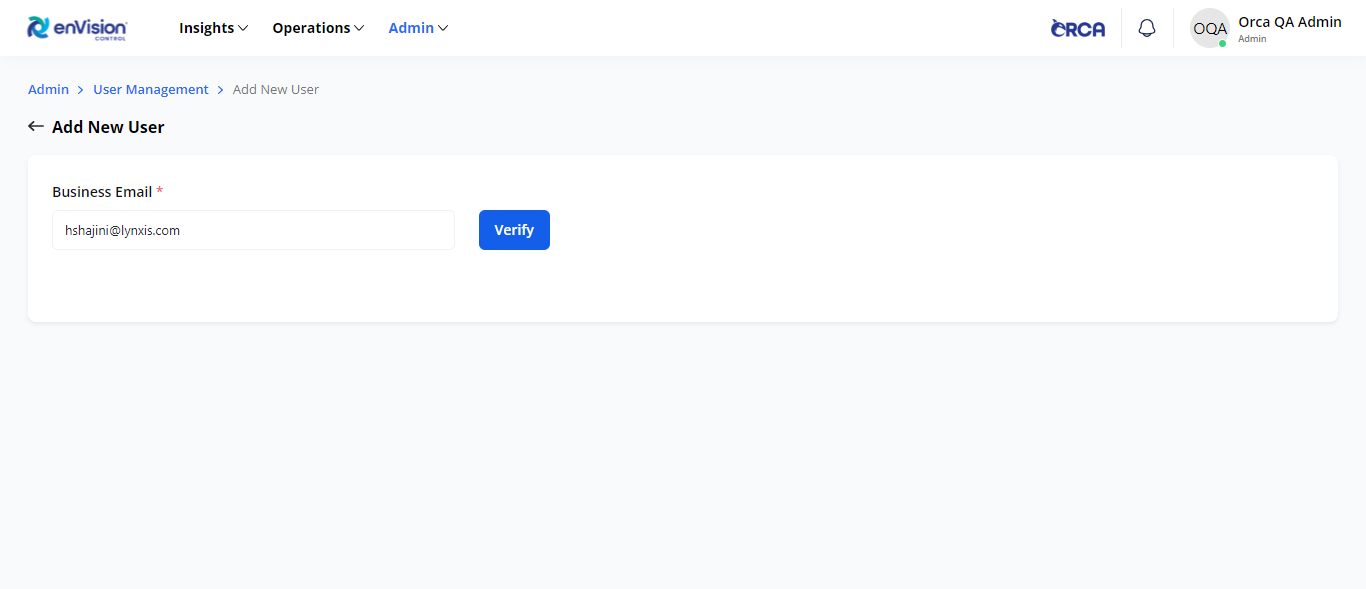 enVision
CONTROL
Insights
Operations
Admin
ORCA
OQA
Orca QA Admin
Admin
Admin > User Management > Add New User
Add New User
Business Email *
hshajini@lynxis.com
Verify